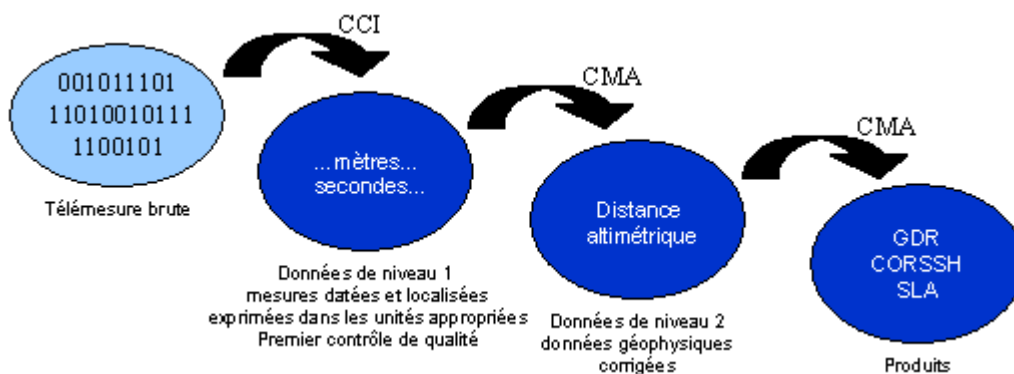 CCI
001011101
11010010111
1100101
Télémesure brute
...mètres...
secondes...
Données de niveau 1
mesures datées et localisées
exprimées dans les unités appropriées
Premier contrôle de qualité
CMA
Distance
altimétrique
Données de niveau 2
données géophysiques
corrigées
CMA
GDR
CORSSH
SLA
Produits